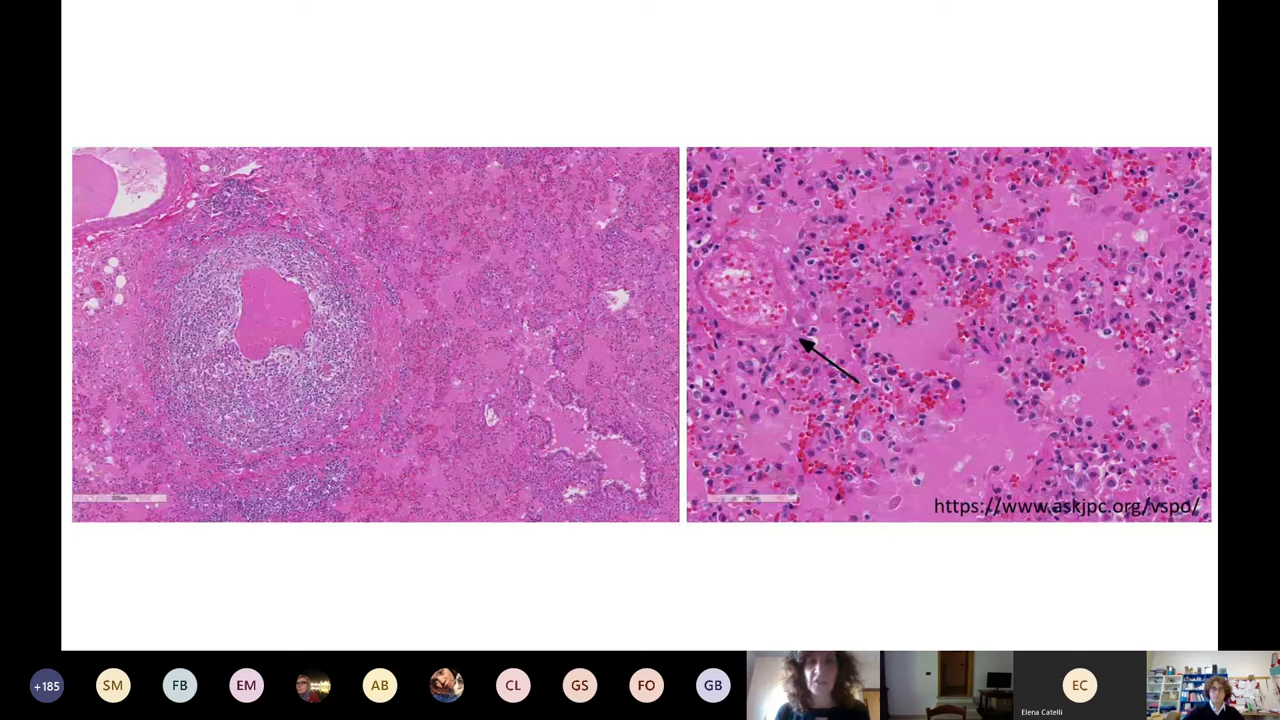 https://www.askjpc.org/vspo/
+185
SM
FB
EM
AB
CL
GS
FO
GB
EC
Elena Catelli